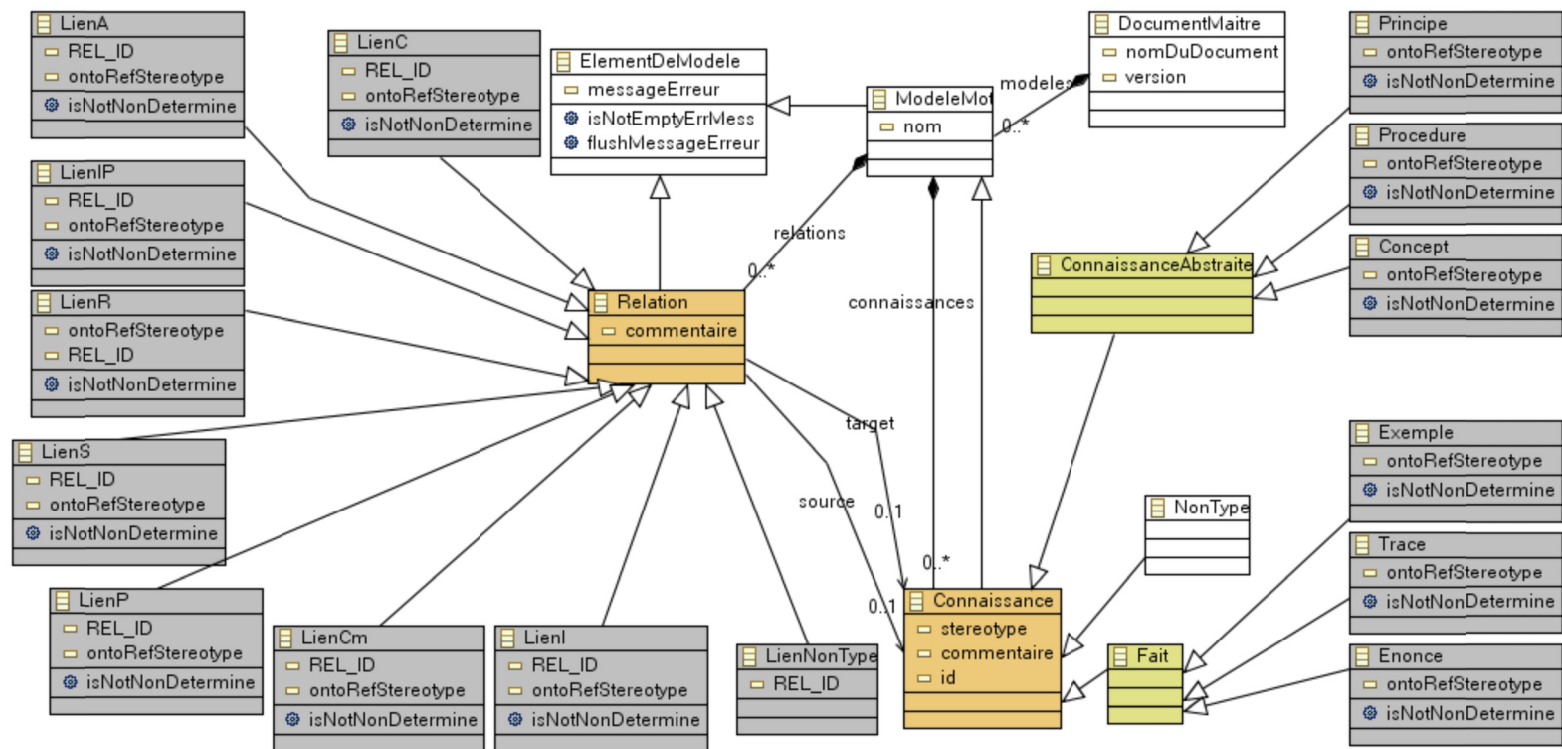 LienA
REL_ID
ontoRefStereotype
isNotNonDetermine
LienC
REL_ID
ontoRefStereotype
isNotNonDetermine
ElementDeModele
messageErreur
isNotEmptyErrMess
flushMessageErreur
ModeleMot
nom
modeles
0..*
DocumentMaitre
nomDuDocument
version
Principe
ontoRefStereotype
isNotNonDetermine
Procedure
ontoRefStereotype
isNotNonDetermine
Concept
ontoRefStereotype
isNotNonDetermine
ConnaissanceAbstraite
LienIP
REL_ID
ontoRefStereotype
isNotNonDetermine
LienR
ontoRefStereotype
REL_ID
isNotNonDetermine
relations
0..*
Relation
commentaire
connaissances
0..*
target
0..1
source
0..1
LienS
REL_ID
ontoRefStereotype
isNotNonDetermine
LienP
REL_ID
ontoRefStereotype
isNotNonDetermine
LienCm
REL_ID
ontoRefStereotype
isNotNonDetermine
LienI
REL_ID
ontoRefStereotype
isNotNonDetermine
LienNonType
REL_ID
Connaissance
stereotype
commentaire
id
NonType
Fait
Exemple
ontoRefStereotype
isNotNonDetermine
Trace
ontoRefStereotype
isNotNonDetermine
Enonce
ontoRefStereotype
isNotNonDetermine